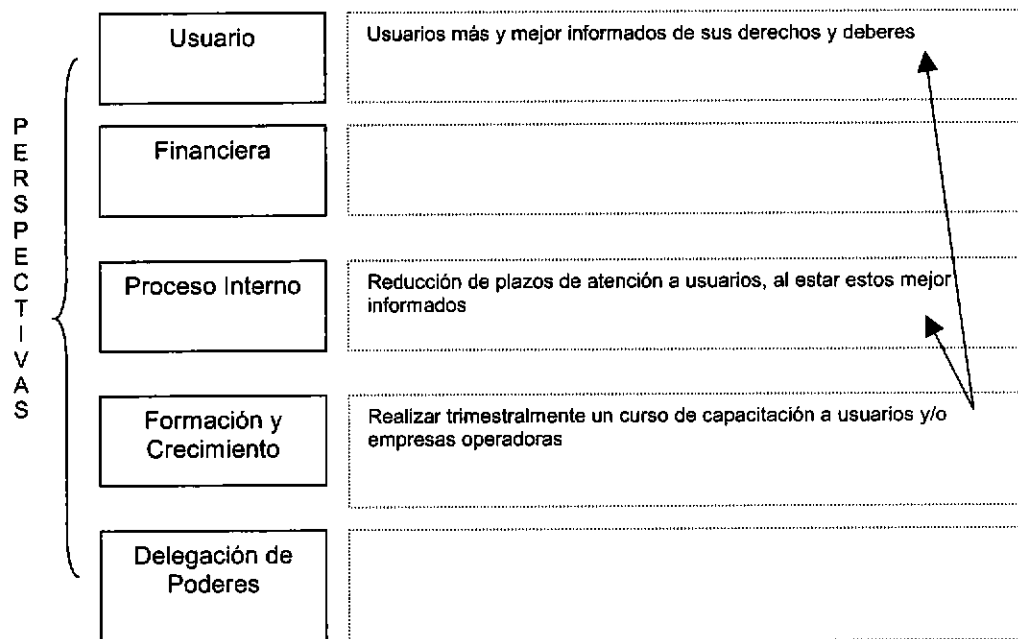 PERSPECTIVAS
Usuario
Usuarios más y mejor informados de sus derechos y deberes
Financiera
Proceso Interno
Reducción de plazos de atención a usuarios, al estar estos mejor
informados
Formación y
Crecimiento
Realizar trimestralmente un curso de capacitación a usuarios y/o
empresas operadoras
Delegación de
Poderes